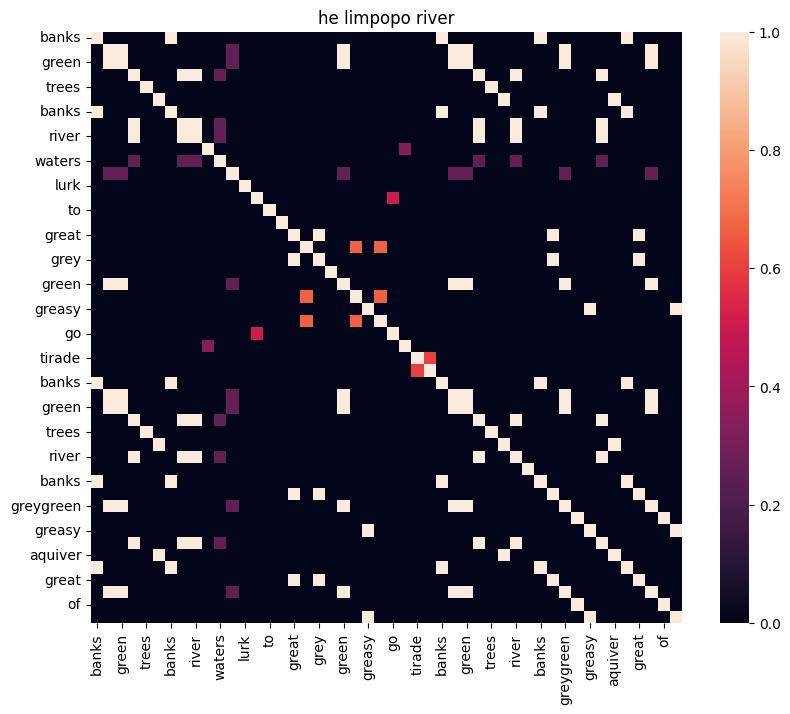 he limpopo river
banks
green
trees
banks
river
waters
lurk
to
great
grey
green
greasy
go
tirade
banks
green
trees
river
banks
greygreen
greasy
aquiver
great
of
1.0
0.8
0.6
0.4
0.2
0.0
banks
green
trees
banks
river
waters
lurk
to
great
grey
green
greasy
go
tirade
banks
green
trees
river
banks
greygreen
greasy
aquiver
great
of